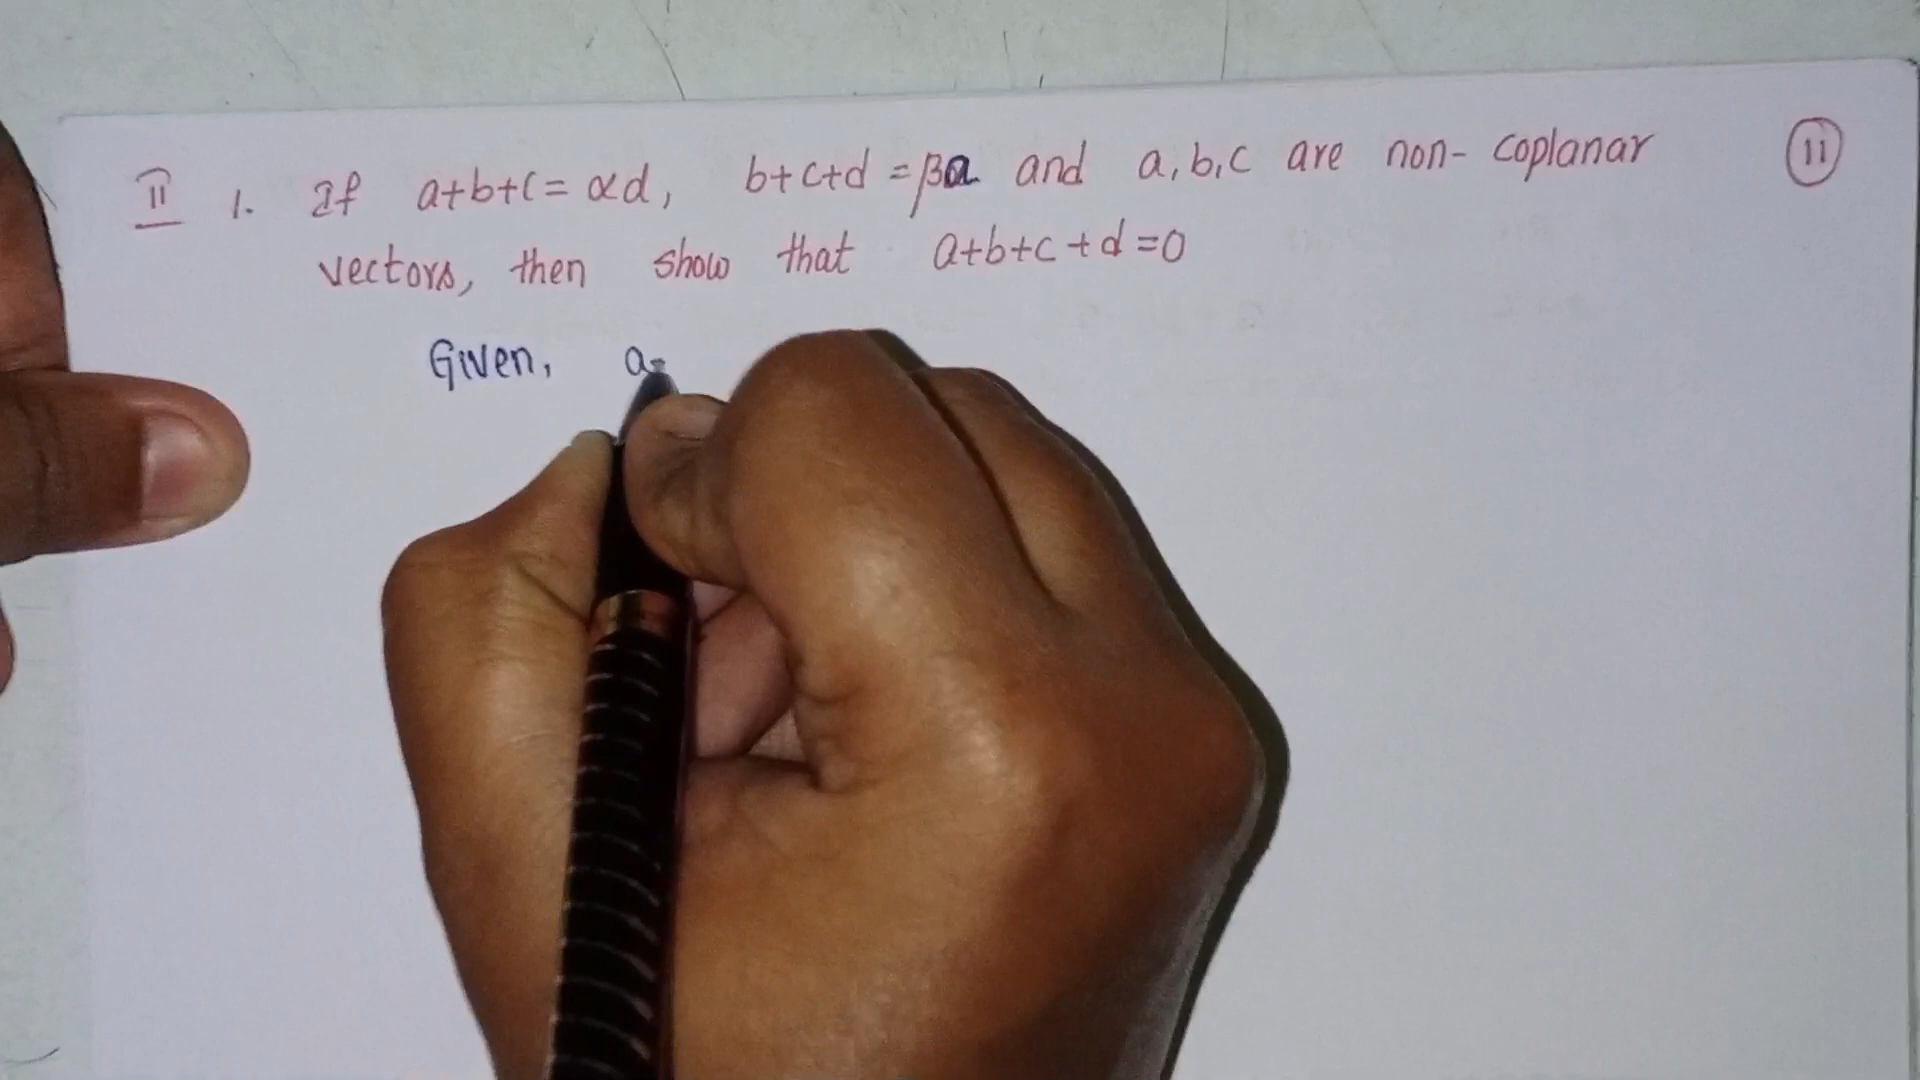 II 1. If a+b+c = αd, b+c+d = βa and a,b,c are non-coplanar 11
vectors, then show that a+b+c+d=0
Given, a